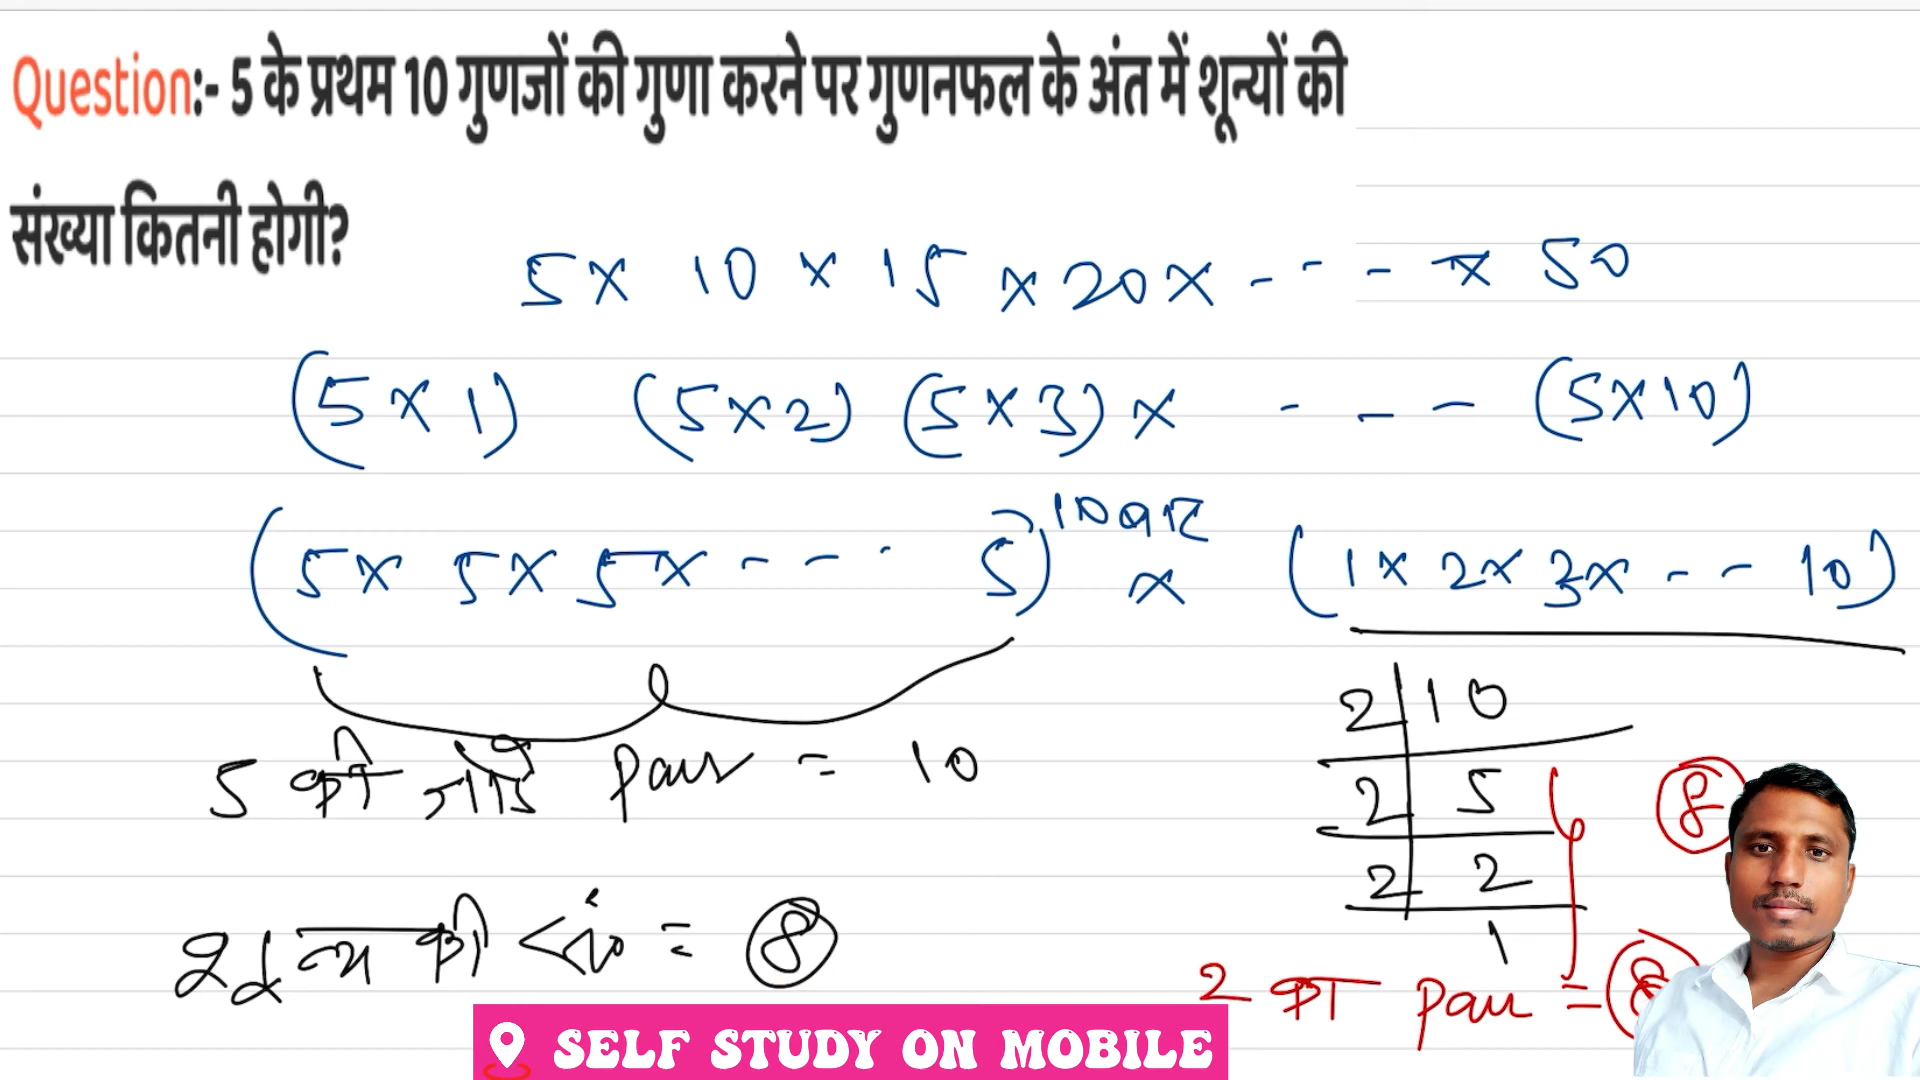 Question:- 5 के प्रथम 10 गुणजों की गुणा करने पर गुणनफल के अंत में शून्यों की
संख्या कितनी होगी?
5 × 10 × 15 × 20 × - - - × 50
(5 × 1) (5 × 2) (5 × 3) × - - - (5 × 10)
(5 × 5 × 5 × - - - 5) 10 बार × (1 × 2 × 3 × - - 10)
5 की pair = 10
शून्य की सं० = 8
2 | 10
2 | 5
2 | 2
1
8
2 का pair = 8
SELF STUDY ON MOBILE